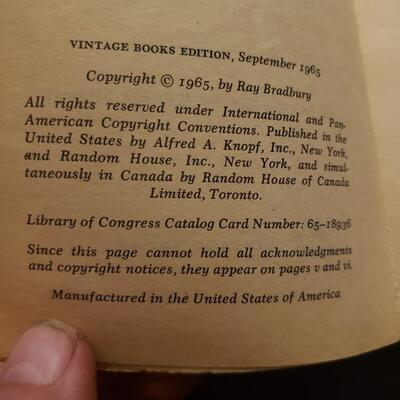 VINTAGE BOOKS EDITION, September 1965
Copyright © 1965, by Ray Bradbury
All rights reserved under International and Pan-
American Copyright Conventions. Published in the
United States by Alfred A. Knopf, Inc., New York,
and Random House, Inc., New York, and simul-
taneously in Canada by Random House of Canada
Limited, Toronto.
Library of Congress Catalog Card Number: 65-18936
Since this page cannot hold all acknowledgments
and copyright notices, they appear on pages v and vi.
Manufactured in the United States of America